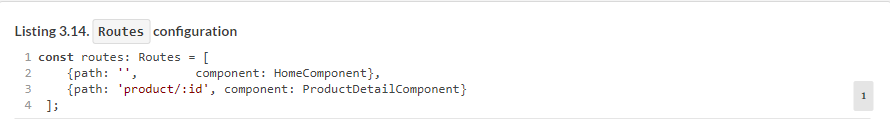 Listing 3.14. Routes configuration
1 const routes: Routes = [
2     {path: '',        component: HomeComponent},
3     {path: 'product/:id', component: ProductDetailComponent}
4 ];
1